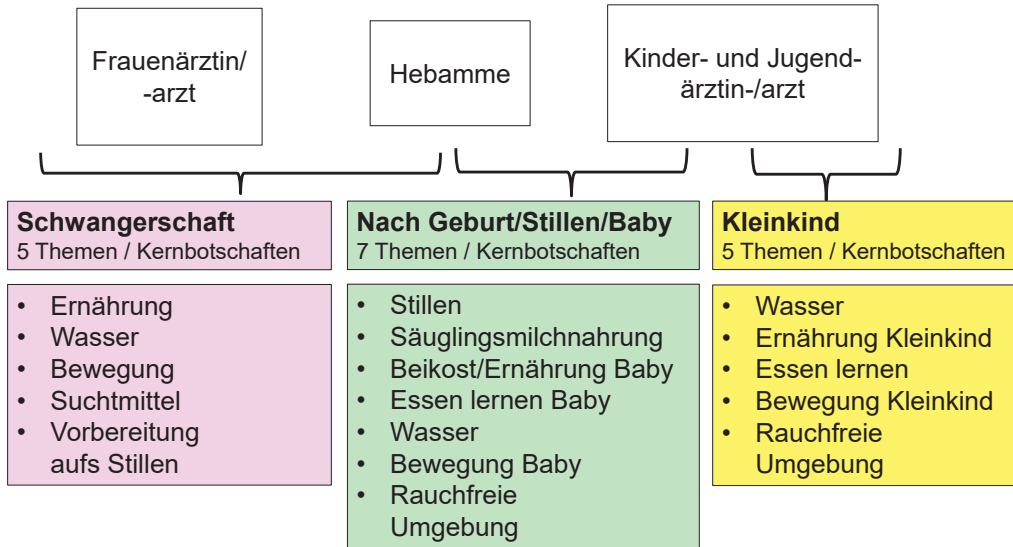 Frauenärztin/
-arzt
Hebamme
Kinder- und Jugend-
ärztin-/arzt
Schwangerschaft
5 Themen / Kernbotschaften
• Ernährung
• Wasser
• Bewegung
• Suchtmittel
• Vorbereitung
aufs Stillen
Nach Geburt/Stillen/Baby
7 Themen / Kernbotschaften
• Stillen
• Säuglingsmilchnahrung
• Beikost/Ernährung Baby
• Essen lernen Baby
• Wasser
• Bewegung Baby
• Rauchfreie
Umgebung
Kleinkind
5 Themen / Kernbotschaften
• Wasser
• Ernährung Kleinkind
• Essen lernen
• Bewegung Kleinkind
• Rauchfreie
Umgebung